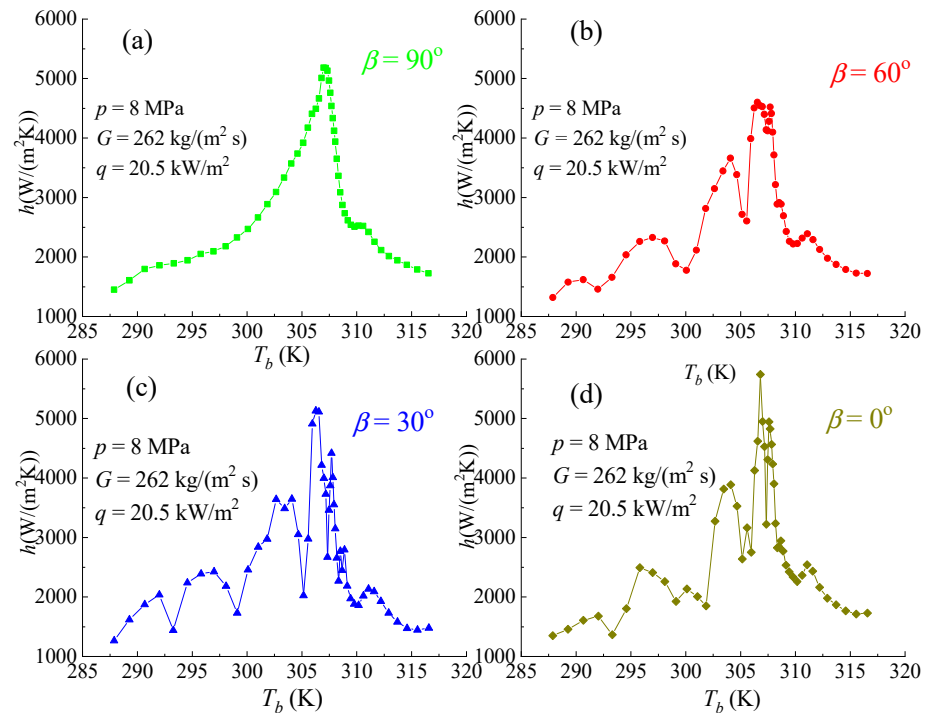 (a)
β = 90°
p = 8 MPa
G = 262 kg/(m² s)
q = 20.5 kW/m²
h(W/(m²K))
6000
5000
4000
3000
2000
1000
285 290 295 300 305 310 315 320
T_b (K)
(b)
β = 60°
p = 8 MPa
G = 262 kg/(m² s)
q = 20.5 kW/m²
h(W/(m²K))
6000
5000
4000
3000
2000
1000
285 290 295 300 305 310 315 320
T_b (K)
(c)
β = 30°
p = 8 MPa
G = 262 kg/(m² s)
q = 20.5 kW/m²
h(W/(m²K))
6000
5000
4000
3000
2000
1000
285 290 295 300 305 310 315 320
T_b (K)
(d)
β = 0°
p = 8 MPa
G = 262 kg/(m² s)
q = 20.5 kW/m²
h(W/(m²K))
6000
5000
4000
3000
2000
1000
285 290 295 300 305 310 315 320
T_b (K)